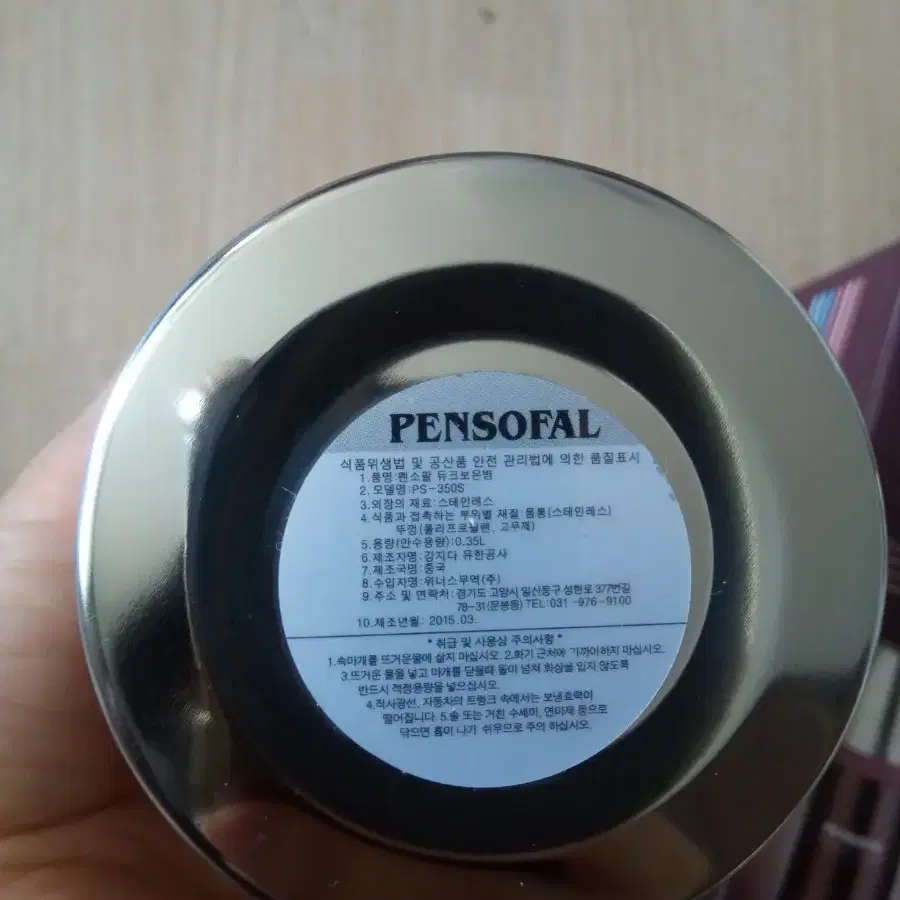 PENSOFAL
식품위생법 및 공산품 안전 관리법에 의한 품질표시
1.품명:펜소팔 듀크보온병
2.모델명:PS-350S
3.외장의 재료:스테인레스
4.식품과 접촉하는 부위별 재질:몸통(스테인레스)
뚜껑(폴리프로필렌, 고무제)
5.용량(만수용량):0.35L
6.제조자명:강지다 유한공사
7.제조국명:중국
8.수입자명:위너스무역(주)
9.주소 및 연락처:경기도 고양시 일산동구 성현로 377번길
78-31(문봉동) TEL:031-976-9100
10.제조년월: 2015.03.
* 취급 및 사용상 주의사항 *
1.속마개를 뜨거운물에 삶지 마십시오. 2.화기 근처에 가까이하지 마십시오.
3.뜨거운 물을 넣고 마개를 닫을때 물이 넘쳐 화상을 입지 않도록
반드시 적정용량을 넣으십시오.
4.직사광선, 자동차의 트렁크 속에서는 보냉효력이
떨어집니다. 5.솔 또는 거친 수세미, 연마제 등으로
닦으면 흠이 나기 쉬우므로 주의 하십시오.